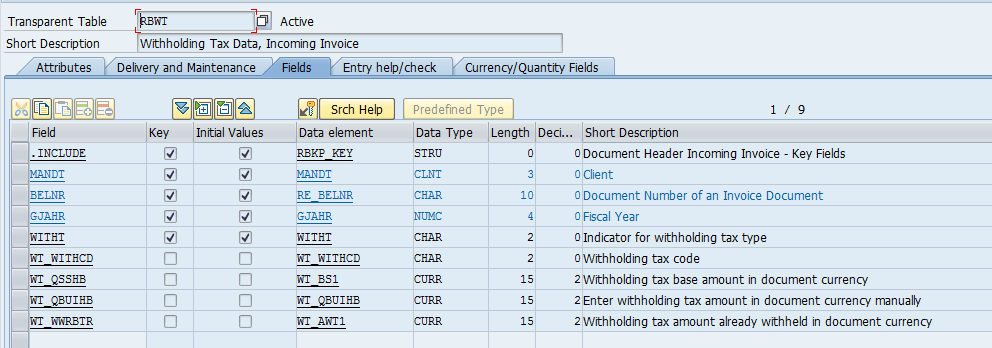 Transparent Table RBWT Active
Short Description Withholding Tax Data, Incoming Invoice
Attributes Delivery and Maintenance Fields Entry help/check Currency/Quantity Fields
Srch Help Predefined Type 1 / 9
Field Key Initial Values Data element Data Type Length Deci... Short Description
.INCLUDE RBKP_KEY STRU 0 0 Document Header Incoming Invoice - Key Fields
MANDT MANDT CLNT 3 0 Client
BELNR RE_BELNR CHAR 10 0 Document Number of an Invoice Document
GJAHR GJAHR NUMC 4 0 Fiscal Year
WITHT WITHT CHAR 2 0 Indicator for withholding tax type
WT_WITHCD WT_WITHCD CHAR 2 0 Withholding tax code
WT_QSSHB WT_BS1 CURR 15 2 Withholding tax base amount in document currency
WT_QBUIHB WT_QBUIHB CURR 15 2 Enter withholding tax amount in document currency manually
WT_WWRBTR WT_AWT1 CURR 15 2 Withholding tax amount already withheld in document currency